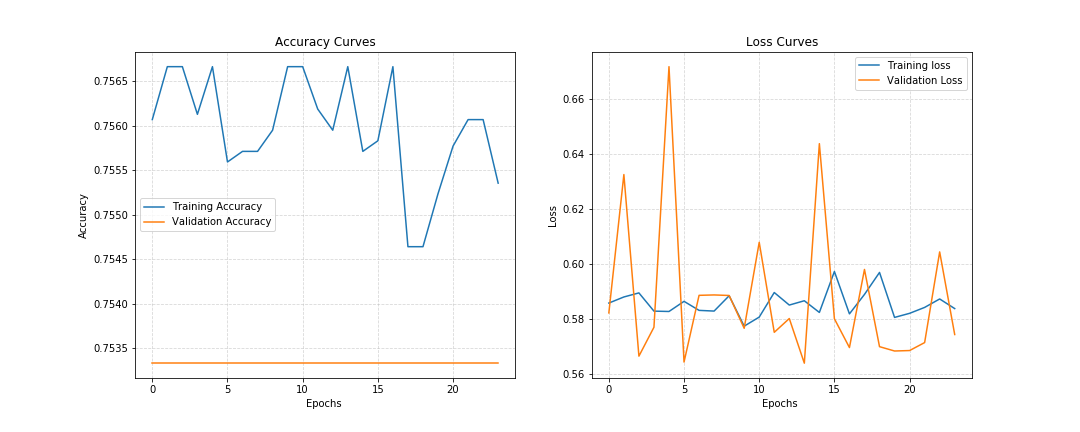 Accuracy Curves
0.7565
0.7560
0.7555
0.7550
0.7545
0.7540
0.7535
Accuracy
Training Accuracy
Validation Accuracy
0 5 10 15 20
Epochs
Loss Curves
0.66
0.64
0.62
0.60
0.58
0.56
Loss
Training loss
Validation Loss
0 5 10 15 20
Epochs